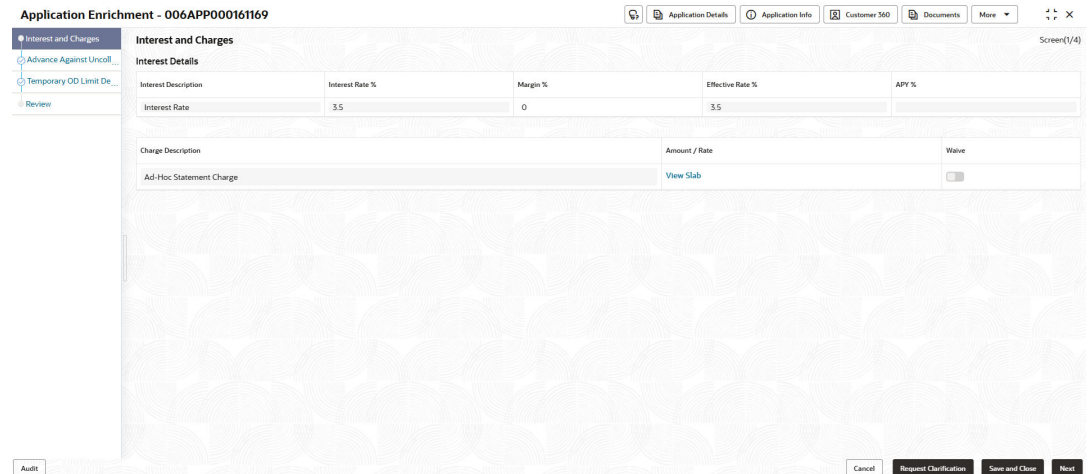 Application Enrichment - 006APP000161169
Application Details
Application Info
Customer 360
Documents
More
Interest and Charges
Advance Against Uncoll...
Temporary OD Limit De...
Review
Interest and Charges
Screen(1/4)
Interest Details
Interest Description Interest Rate % Margin % Effective Rate % APY %
Interest Rate 3.5 0 3.5
Charge Description Amount / Rate Waive
Ad-Hoc Statement Charge View Slab
Audit
Cancel
Request Clarification
Save and Close
Next